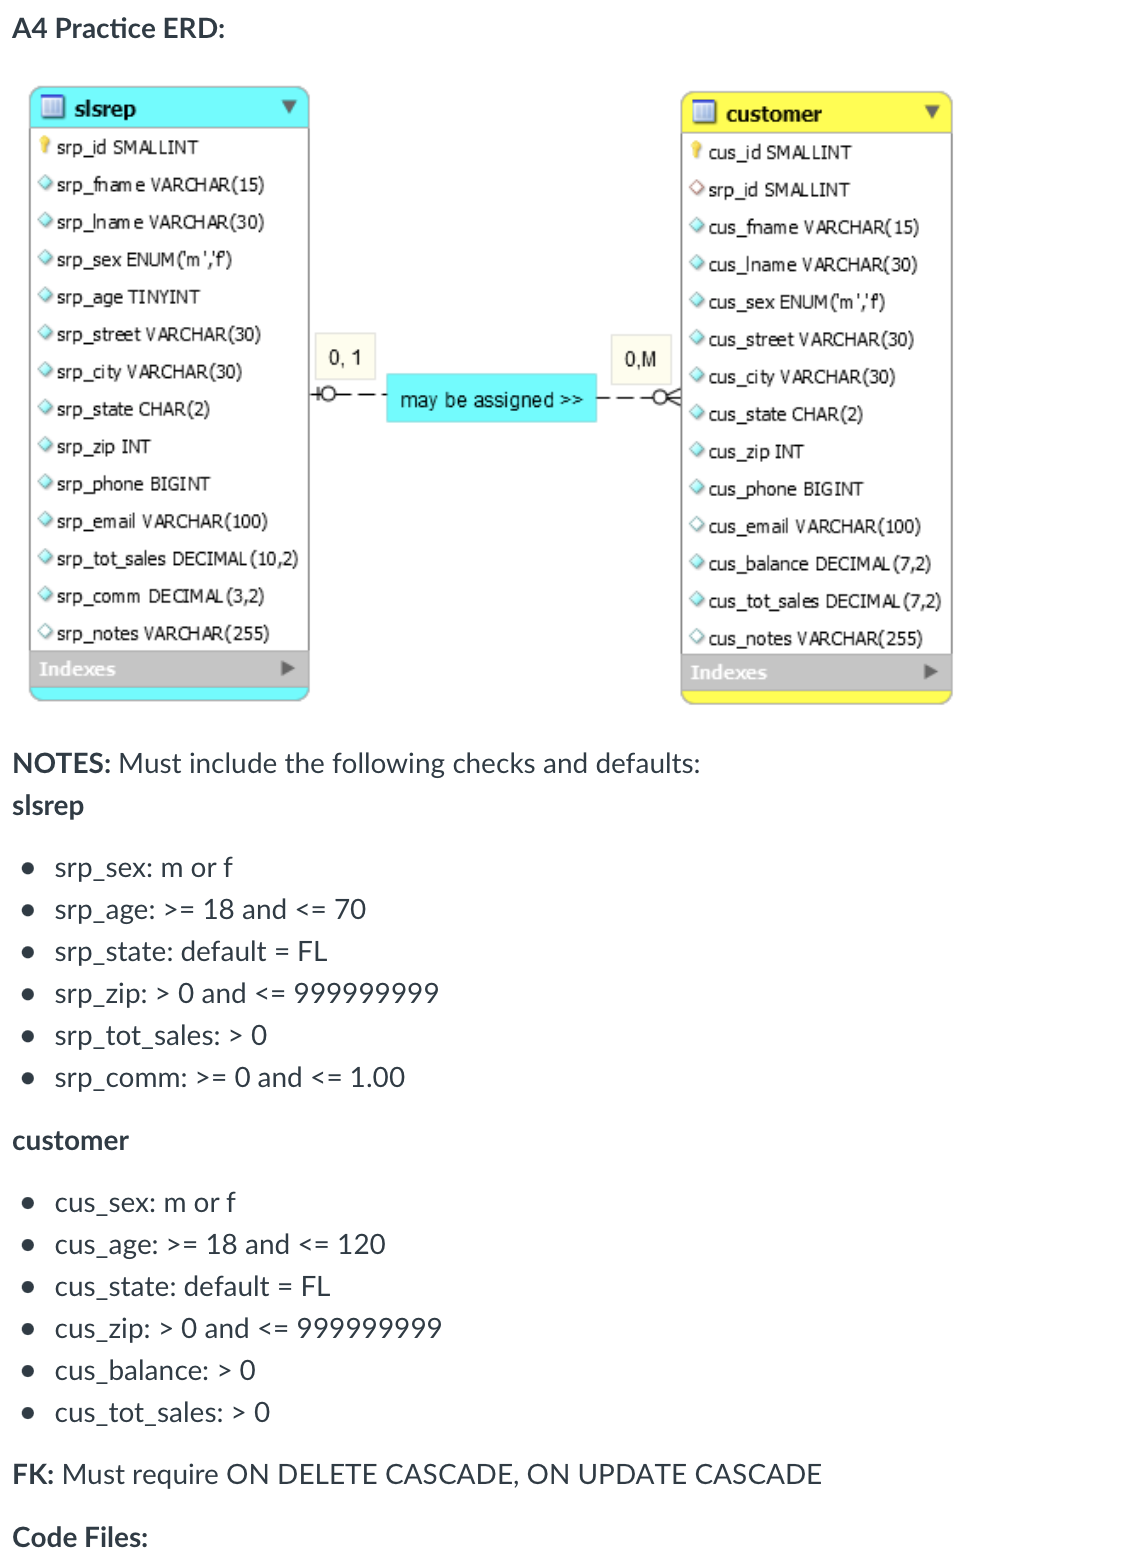 A4 Practice ERD:
slsrep
srp_id SMALLINT
srp_fname VARCHAR(15)
srp_lname VARCHAR(30)
srp_sex ENUM('m','f')
srp_age TINYINT
srp_street VARCHAR(30)
srp_city VARCHAR(30)
srp_state CHAR(2)
srp_zip INT
srp_phone BIGINT
srp_email VARCHAR(100)
srp_tot_sales DECIMAL(10,2)
srp_comm DECIMAL(3,2)
srp_notes VARCHAR(255)
Indexes
0, 1
may be assigned >>
0,M
customer
cus_id SMALLINT
srp_id SMALLINT
cus_fname VARCHAR(15)
cus_lname VARCHAR(30)
cus_sex ENUM('m','f')
cus_street VARCHAR(30)
cus_city VARCHAR(30)
cus_state CHAR(2)
cus_zip INT
cus_phone BIGINT
cus_email VARCHAR(100)
cus_balance DECIMAL(7,2)
cus_tot_sales DECIMAL(7,2)
cus_notes VARCHAR(255)
Indexes
NOTES: Must include the following checks and defaults:
slsrep
● srp_sex: m or f
● srp_age: >= 18 and <= 70
● srp_state: default = FL
● srp_zip: > 0 and <= 999999999
● srp_tot_sales: > 0
● srp_comm: >= 0 and <= 1.00
customer
● cus_sex: m or f
● cus_age: >= 18 and <= 120
● cus_state: default = FL
● cus_zip: > 0 and <= 999999999
● cus_balance: > 0
● cus_tot_sales: > 0
FK: Must require ON DELETE CASCADE, ON UPDATE CASCADE
Code Files: